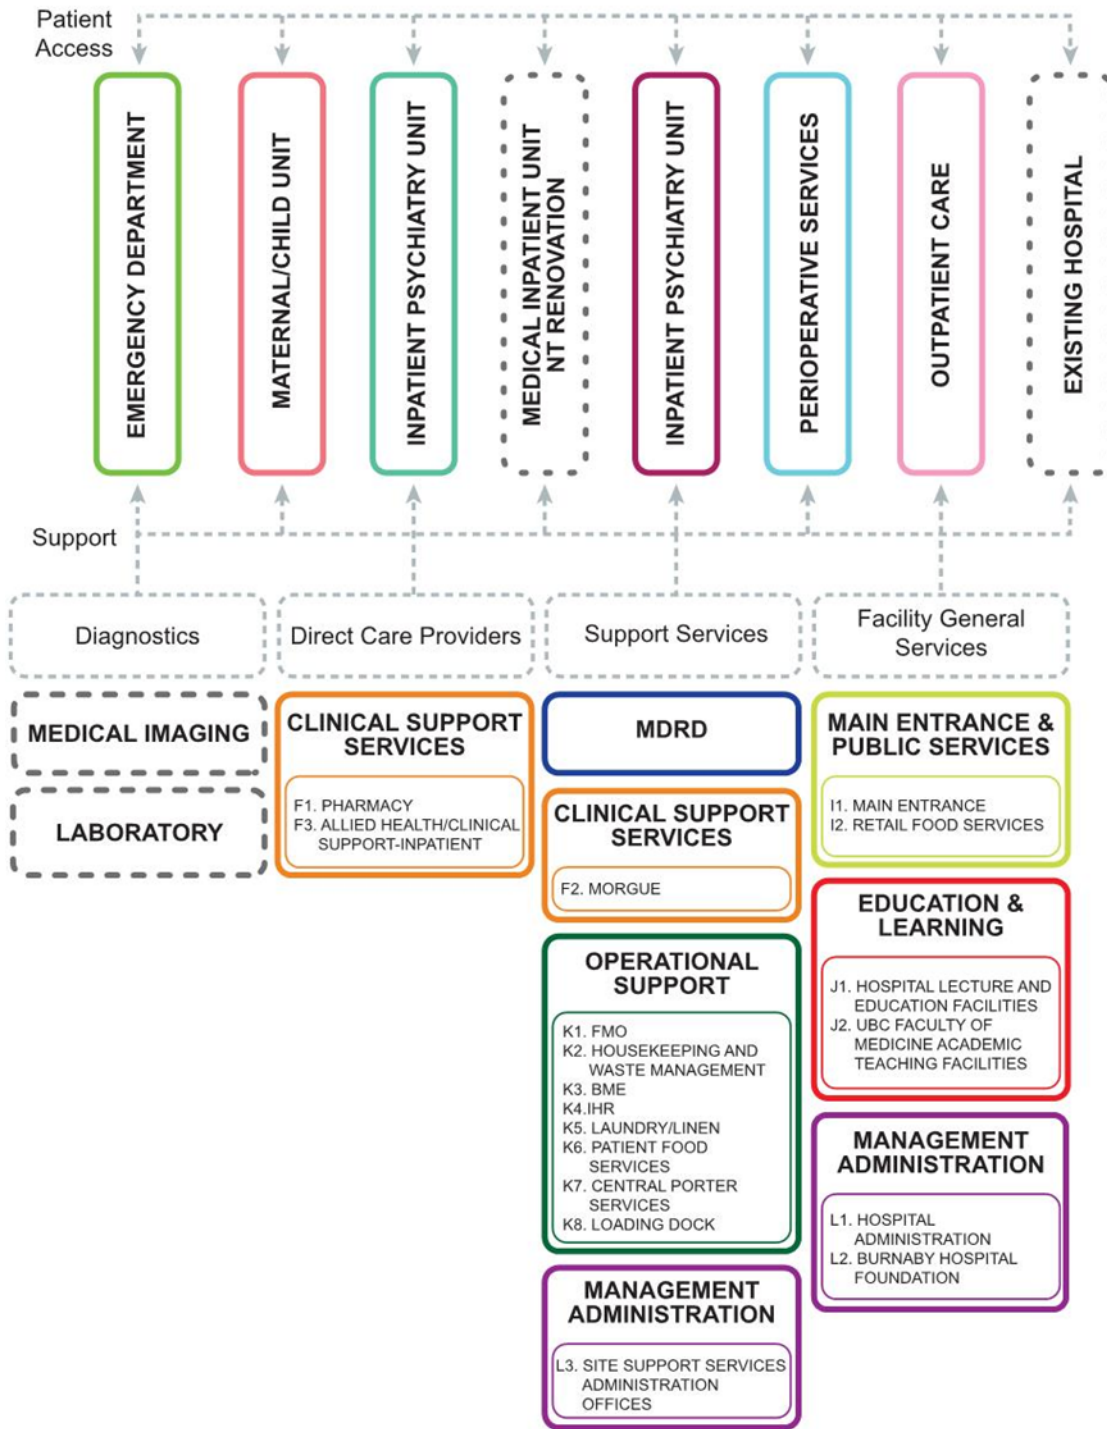 Patient
Access
EMERGENCY DEPARTMENT
MATERNAL/CHILD UNIT
INPATIENT PSYCHIATRY UNIT
MEDICAL INPATIENT UNIT
NT RENOVATION
INPATIENT PSYCHIATRY UNIT
PERIOPERATIVE SERVICES
OUTPATIENT CARE
EXISTING HOSPITAL
Support
Diagnostics
Direct Care Providers
Support Services
Facility General
Services
MEDICAL IMAGING
LABORATORY
CLINICAL SUPPORT
SERVICES
F1. PHARMACY
F3. ALLIED HEALTH/CLINICAL
SUPPORT-INPATIENT
MDRD
CLINICAL SUPPORT
SERVICES
F2. MORGUE
OPERATIONAL
SUPPORT
K1. FMO
K2. HOUSEKEEPING AND
WASTE MANAGEMENT
K3. BME
K4.IHR
K5. LAUNDRY/LINEN
K6. PATIENT FOOD
SERVICES
K7. CENTRAL PORTER
SERVICES
K8. LOADING DOCK
MANAGEMENT
ADMINISTRATION
L3. SITE SUPPORT SERVICES
ADMINISTRATION
OFFICES
MAIN ENTRANCE &
PUBLIC SERVICES
I1. MAIN ENTRANCE
I2. RETAIL FOOD SERVICES
EDUCATION &
LEARNING
J1. HOSPITAL LECTURE AND
EDUCATION FACILITIES
J2. UBC FACULTY OF
MEDICINE ACADEMIC
TEACHING FACILITIES
MANAGEMENT
ADMINISTRATION
L1. HOSPITAL
ADMINISTRATION
L2. BURNABY HOSPITAL
FOUNDATION